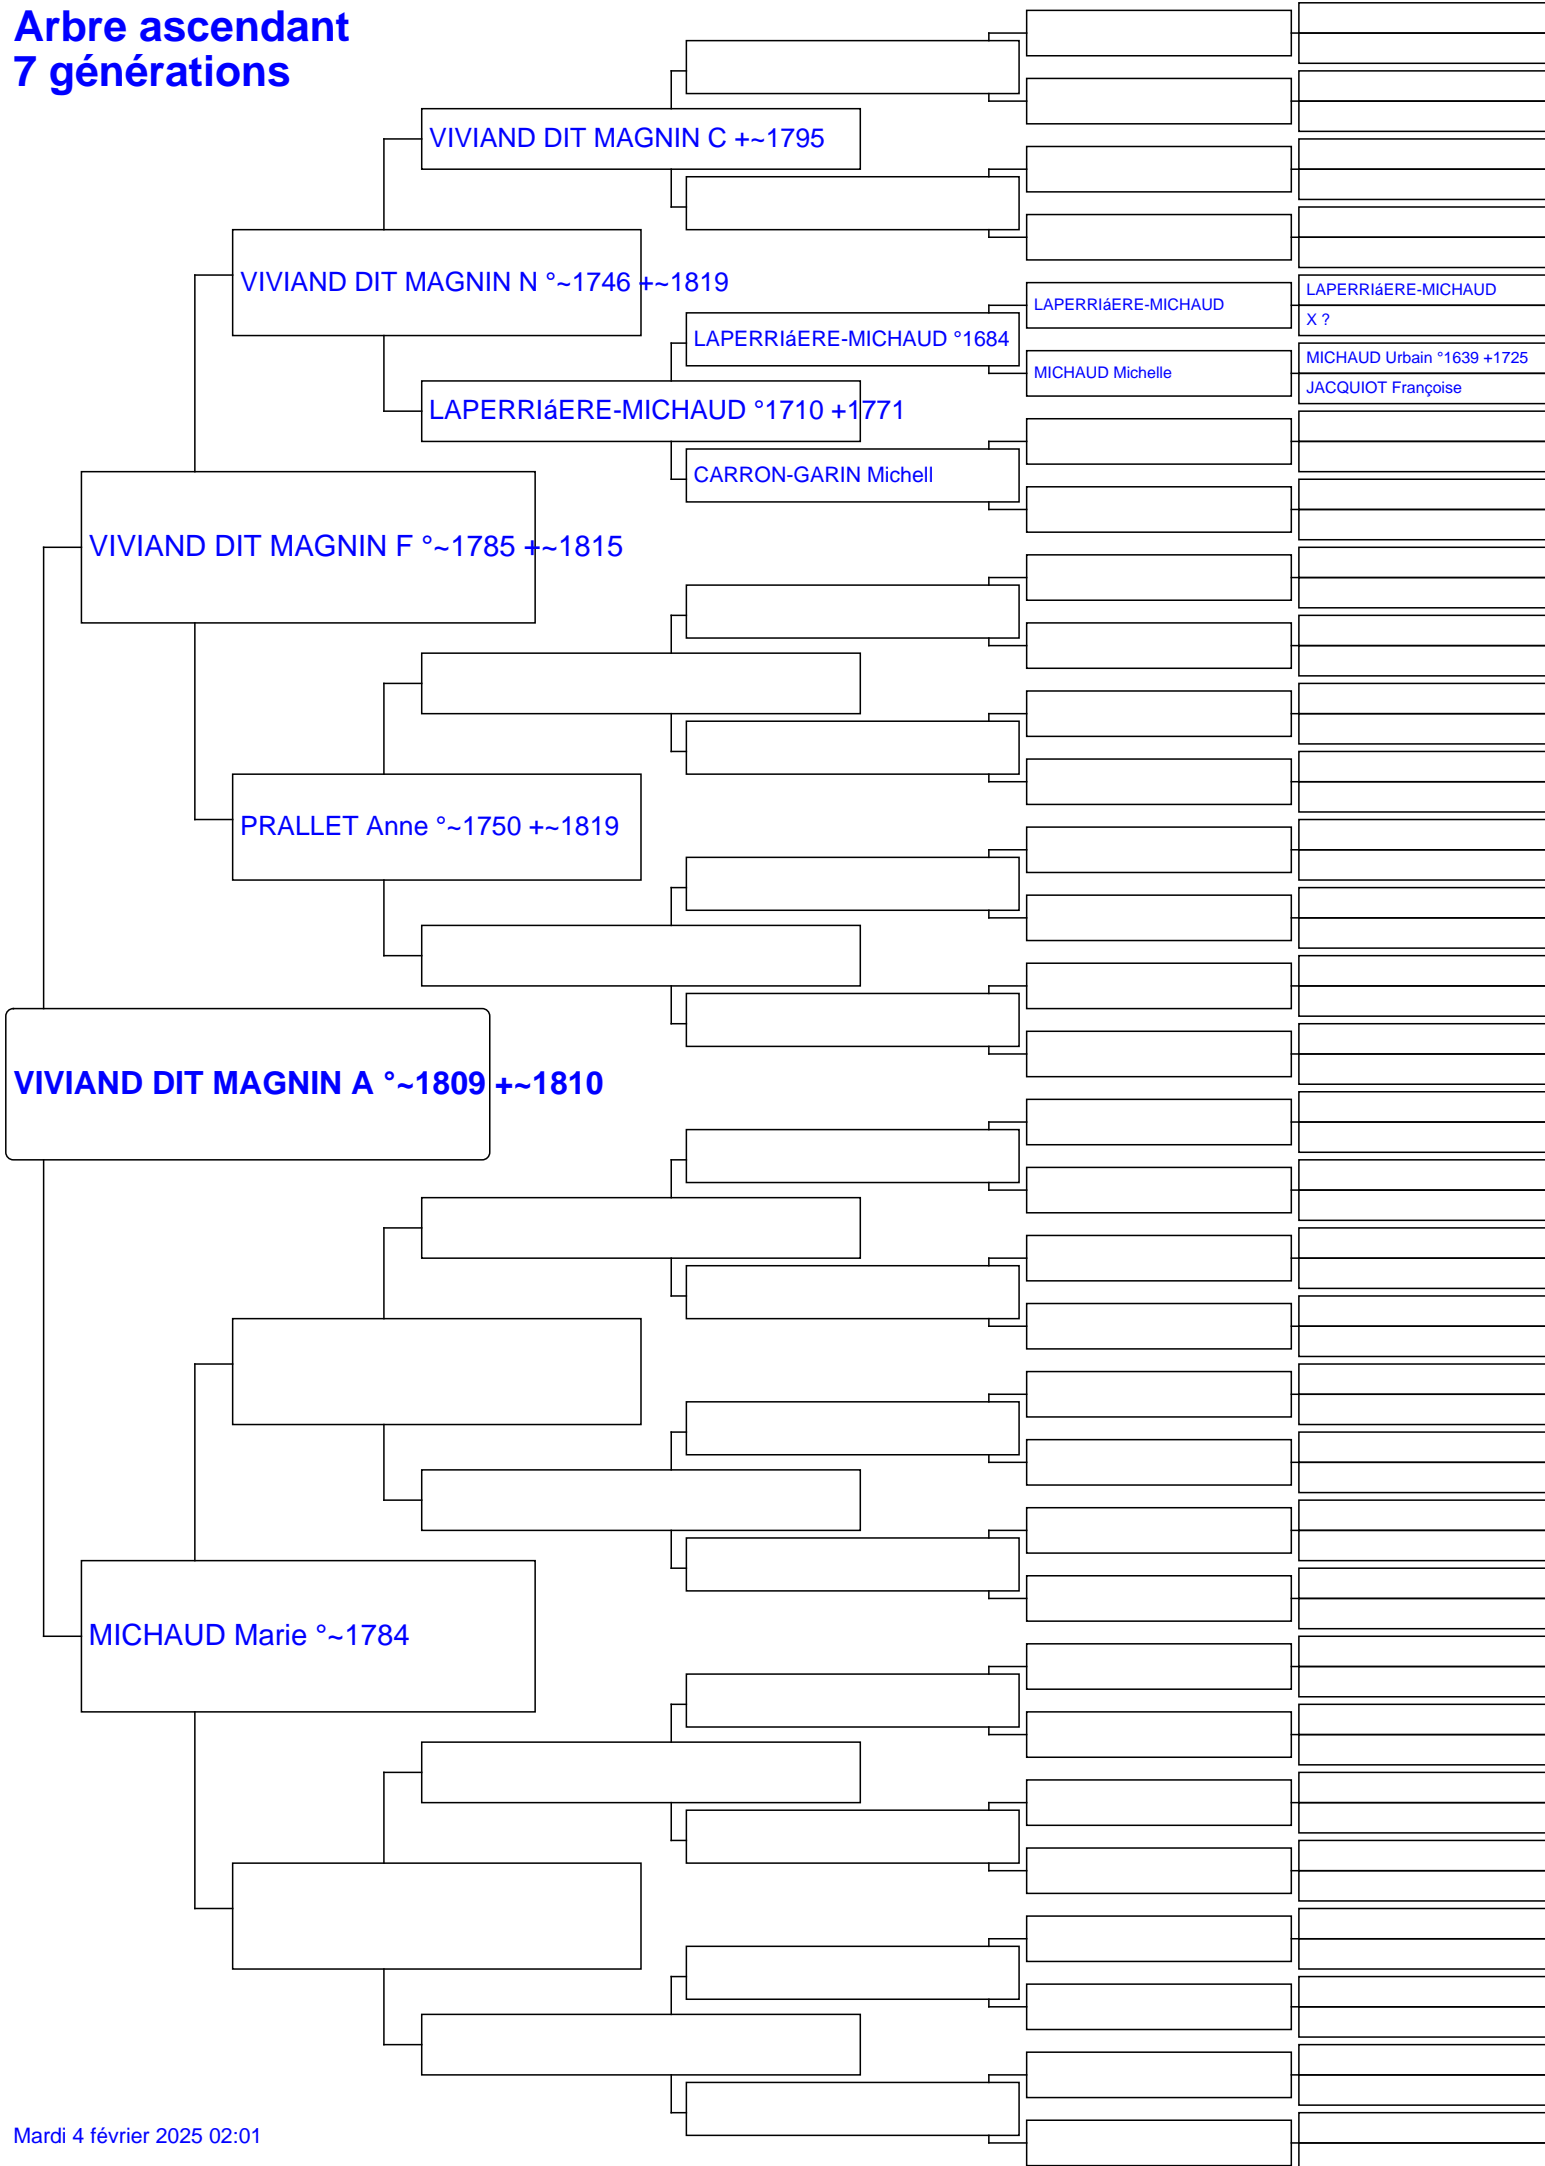 Arbre ascendant
7 générations
VIVIAND DIT MAGNIN C +~1795
VIVIAND DIT MAGNIN N °~1746 +~1819
LAPERRIáERE-MICHAUD
LAPERRIáERE-MICHAUD
X ?
LAPERRIáERE-MICHAUD °1684
MICHAUD Michelle
MICHAUD Urbain °1639 +1725
JACQUIOT Françoise
LAPERRIáERE-MICHAUD °1710 +1771
CARRON-GARIN Michell
VIVIAND DIT MAGNIN F °~1785 +~1815
PRALLET Anne °~1750 +~1819
VIVIAND DIT MAGNIN A °~1809 +~1810
MICHAUD Marie °~1784
Mardi 4 février 2025 02:01